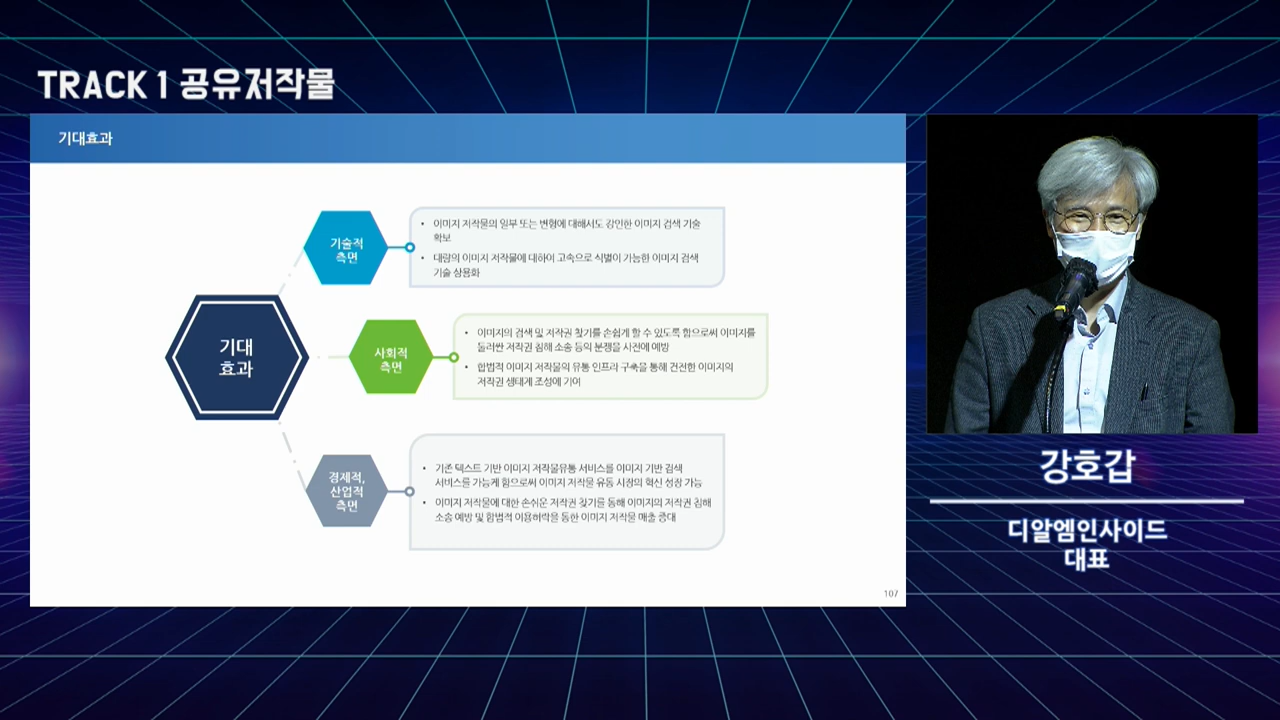 TRACK 1 공유저작물
기대효과
기술적
측면
• 이미지 저작물의 일부 또는 변형에 대해서도 강인한 이미지 검색 기술
확보
• 대량의 이미지 저작물에 대하여 고속으로 식별이 가능한 이미지 검색
기술 상용화
기대
효과
사회적
측면
• 이미지의 검색 및 저작권 찾기를 손쉽게 할 수 있도록 함으로써 이미지를
둘러싼 저작권 침해 소송 등의 분쟁을 사전에 예방
• 합법적 이미지 저작물의 유통 인프라 구축을 통해 건전한 이미지의
저작권 생태계 조성에 기여
경제적,
산업적
측면
• 기존 텍스트 기반 이미지 저작물유통 서비스를 이미지 기반 검색
서비스를 가능케 함으로써 이미지 저작물 유통 시장의 혁신 성장 가능
• 이미지 저작물에 대한 손쉬운 저작권 찾기를 통해 이미지의 저작권 침해
소송 예방 및 합법적 이용허락을 통한 이미지 저작물 매출 증대
107
강호갑
디알엠인사이드
대표